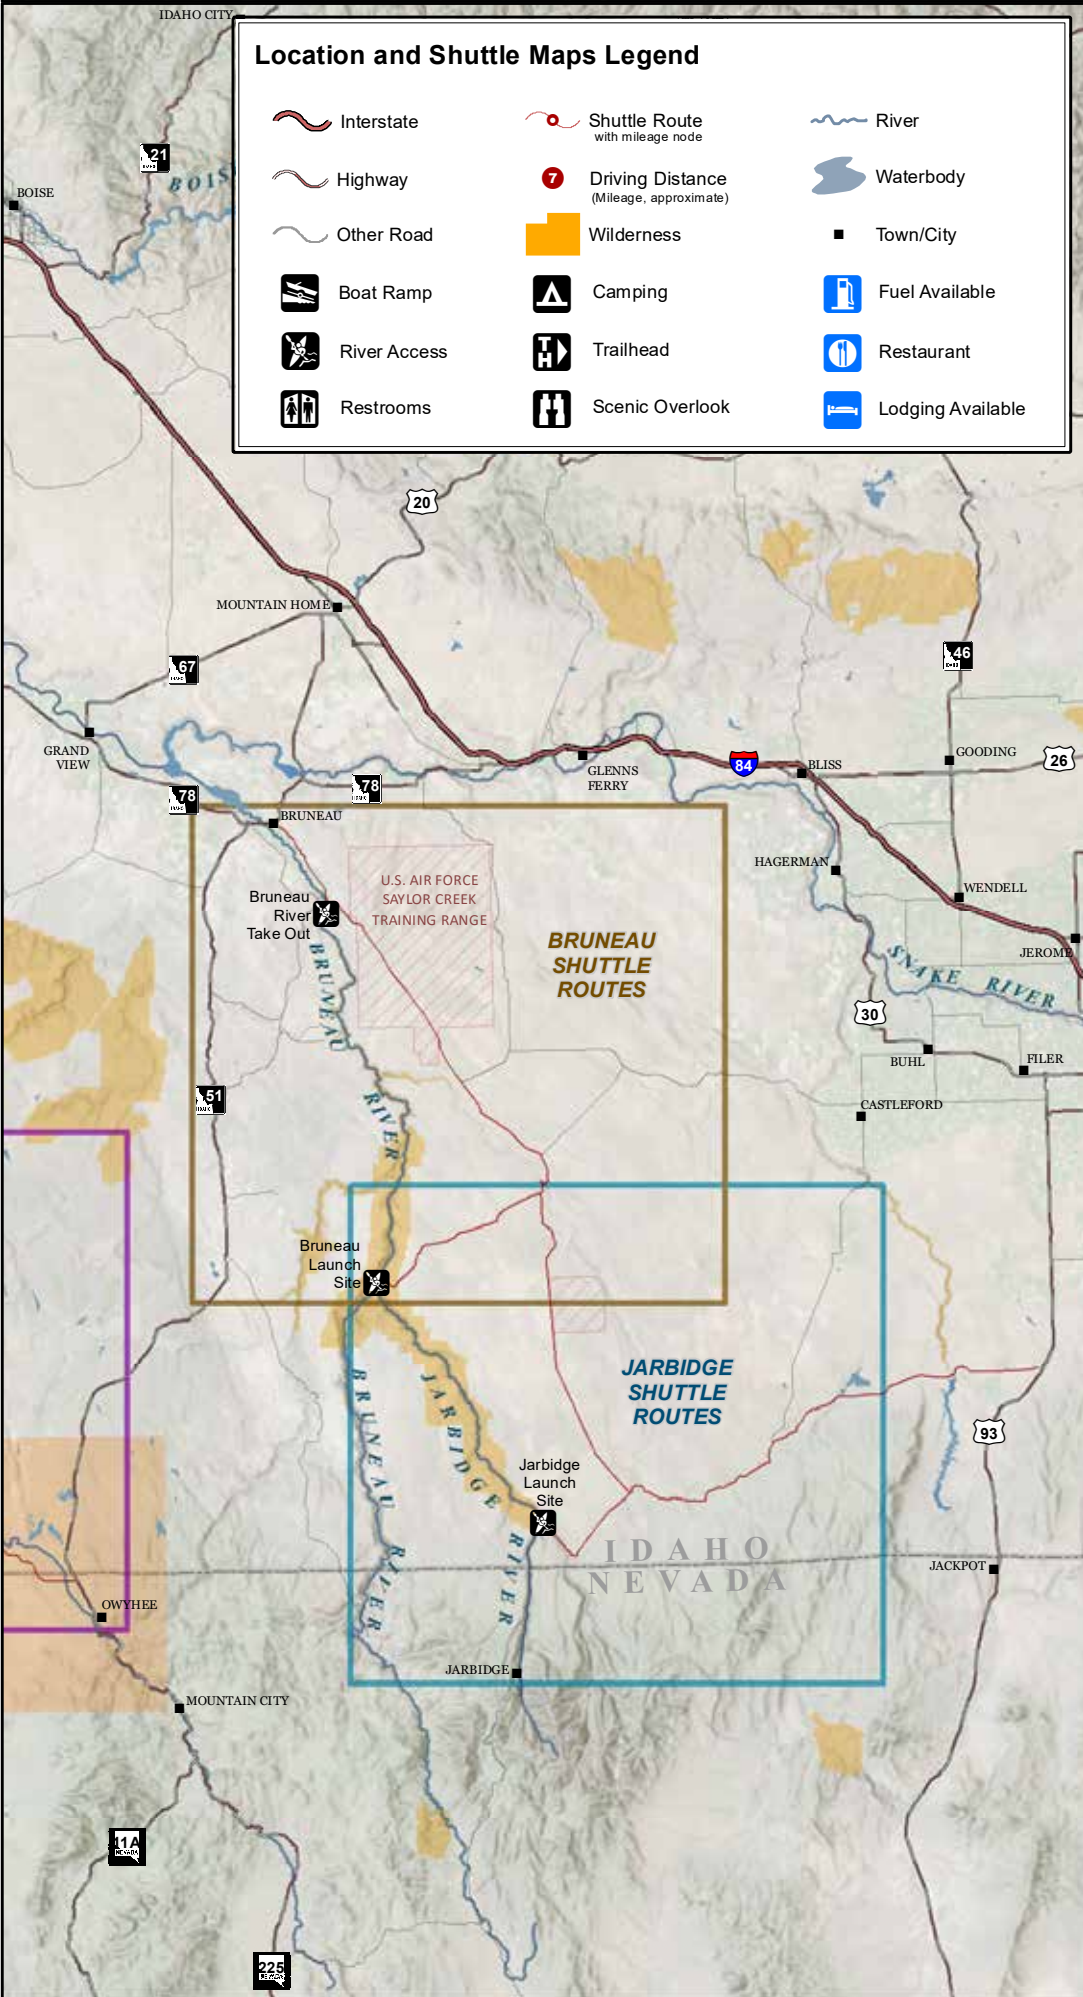 IDAHO CITY
Location and Shuttle Maps Legend
Interstate
Shuttle Route
with mileage node
River
Highway
7
Driving Distance
(Mileage, approximate)
Waterbody
Other Road
Wilderness
Town/City
Boat Ramp
Camping
Fuel Available
River Access
TH
Trailhead
Restaurant
Restrooms
Scenic Overlook
Lodging Available
21
BOISE
BOIS
20
MOUNTAIN HOME
67
46
GRAND
VIEW
GLENNS
FERRY
84
BLISS
GOODING
26
78
78
BRUNEAU
HAGERMAN
WENDELL
JEROME
U.S. AIR FORCE
SAYLOR CREEK
TRAINING RANGE
Bruneau
River
Take Out
BRUNEAU
SHUTTLE
ROUTES
BRUNEAU
RIVER
SNAKE RIVER
30
BUHL
FILER
CASTLEFORD
51
Bruneau
Launch
Site
JARBIDGE
SHUTTLE
ROUTES
BRUNEAU
RIVER
JARBIDGE
RIVER
93
Jarbidge
Launch
Site
IDAHO
NEVADA
JACKPOT
OWYHEE
JARBIDGE
MOUNTAIN CITY
11A
NEVADA
225